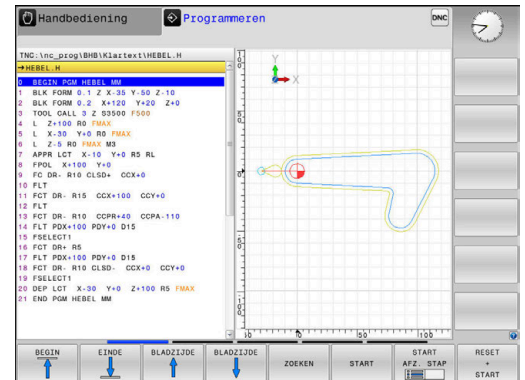 Handbediening
Programmeren
DNC
TNC:\nc_prog\BHB\Klartext\HEBEL.H
→HEBEL.H
0 BEGIN PGM HEBEL MM
1 BLK FORM 0.1 Z X-35 Y-50 Z-10
2 BLK FORM 0.2 X+120 Y+20 Z+0
3 TOOL CALL 3 Z S3500 F500
4 L Z+100 R0 FMAX
5 L X-30 Y+0 R0 FMAX
6 L Z-5 R0 FMAX M3
7 APPR LCT X-10 Y+0 R5 RL
8 FPOL X+100 Y+0
9 FC DR- R10 CLSD+ CCX+0
10 FLT
11 FCT DR- R15 CCX+100 CCY+0
12 FLT
13 FCT DR- R10 CCPR+40 CCPA-110
14 FLT PDX+100 PDY+0 D15
15 FSELECT1
16 FCT DR+ R5
17 FLT PDX+100 PDY+0 D15
18 FCT DR- R10 CLSD- CCX+0 CCY+0
19 FSELECT1
20 DEP LCT X-30 Y+0 Z+100 R5 FMAX
21 END PGM HEBEL MM
Y
X
0
50
100
BEGIN
EINDE
BLADZIJDE
BLADZIJDE
ZOEKEN
START
START
AFZ. STAP
RESET
+
START